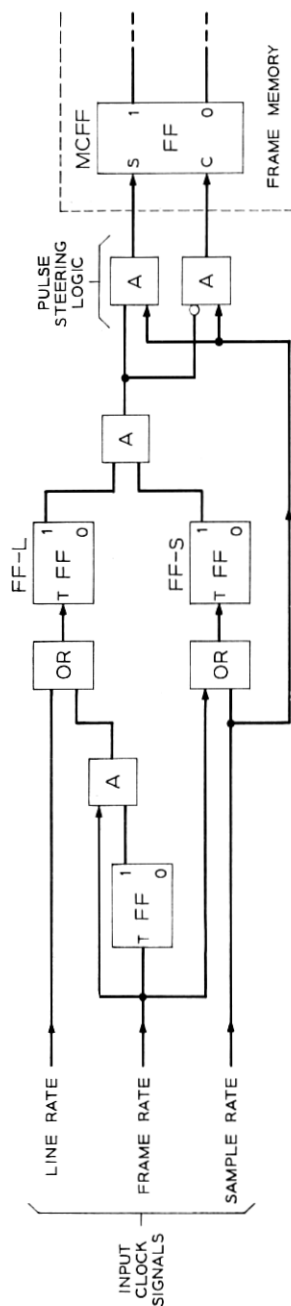 INPUT
CLOCK
SIGNALS
LINE RATE
FRAME RATE
SAMPLE RATE
T FF
1
0
A
OR
OR
FF-L
T FF
1
0
FF-S
T FF
1
0
A
PULSE
STEERING
LOGIC
A
A
MCFF
S
1
FF
C
0
FRAME MEMORY